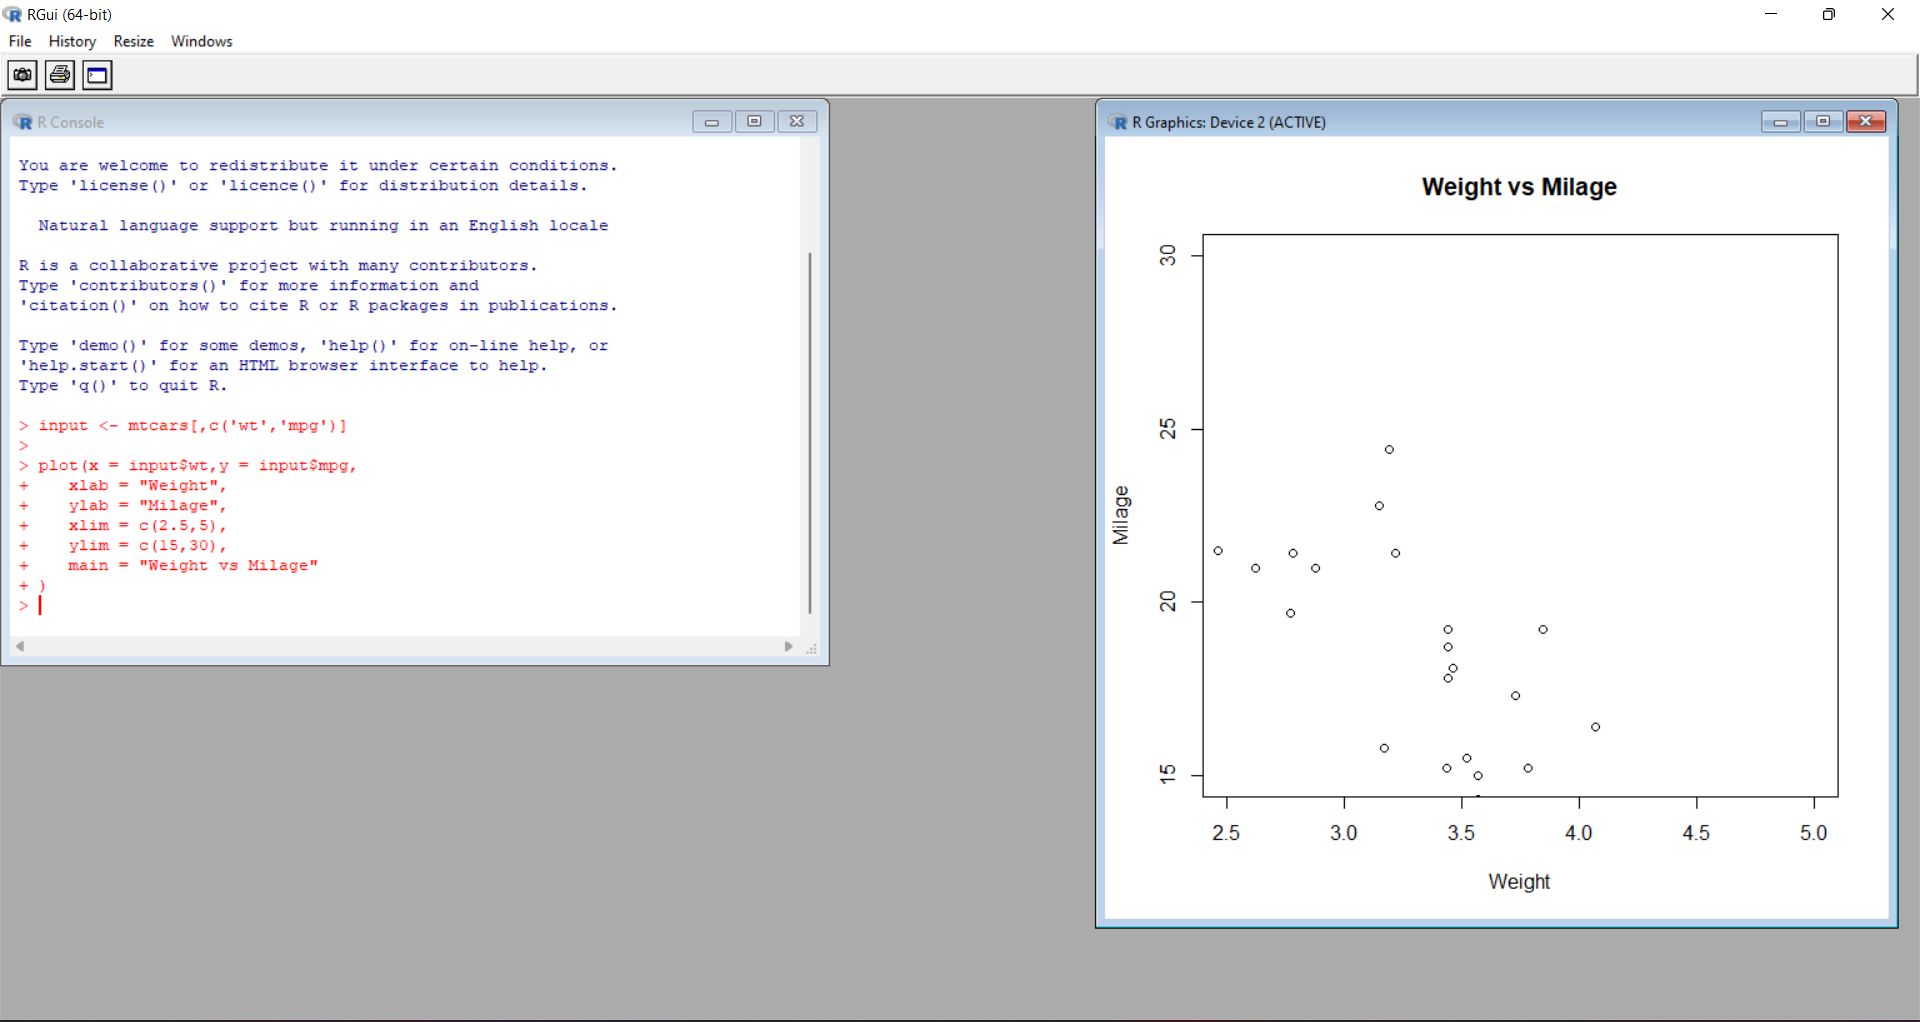 RGui (64-bit)
File History Resize Windows
R Console
You are welcome to redistribute it under certain conditions.
Type 'license()' or 'licence()' for distribution details.
Natural language support but running in an English locale
R is a collaborative project with many contributors.
Type 'contributors()' for more information and
'citation()' on how to cite R or R packages in publications.
Type 'demo()' for some demos, 'help()' for on-line help, or
'help.start()' for an HTML browser interface to help.
Type 'q()' to quit R.
> input <- mtcars[,c('wt','mpg')]
>
> plot(x = input$wt,y = input$mpg,
+    xlab = "Weight",
+    ylab = "Milage",
+    xlim = c(2.5,5),
+    ylim = c(15,30),
+    main = "Weight vs Milage"
+ )
>
R Graphics: Device 2 (ACTIVE)
Weight vs Milage
30
25
20
15
Milage
2.5 3.0 3.5 4.0 4.5 5.0
Weight